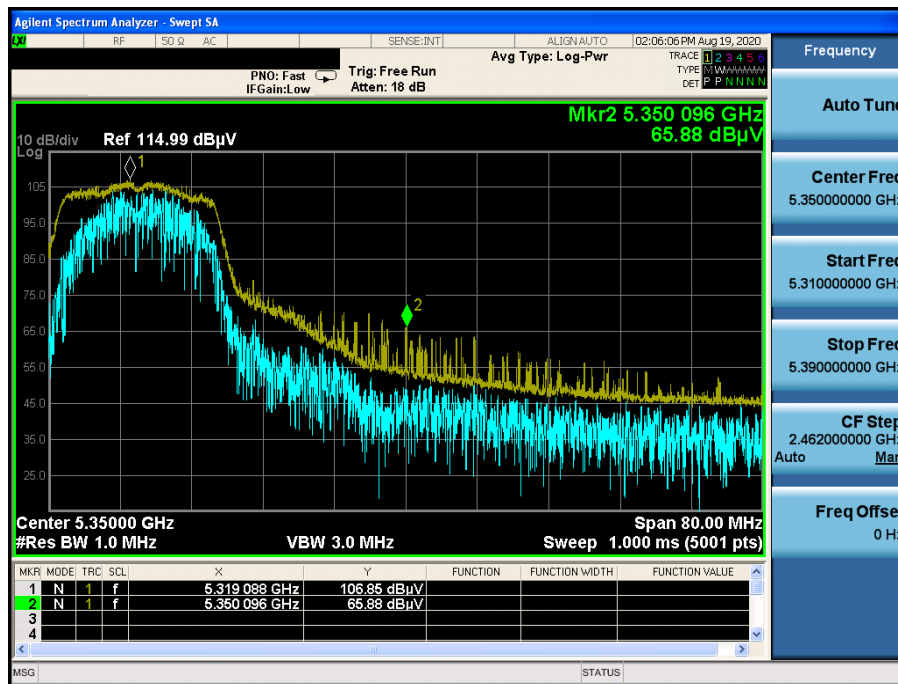 Agilent Spectrum Analyzer - Swept SA
LXI RF 50 Ω AC SENSE:INT ALIGN AUTO 02:06:06 PM Aug 19, 2020
Frequency
Avg Type: Log-Pwr
TRACE 1 2 3 4 5 6
PNO: Fast Trig: Free Run
TYPE M W W W W W
IFGain:Low Atten: 18 dB
DET P P N N N N
Auto Tune
Mkr2 5.350 096 GHz
10 dB/div Ref 114.99 dBµV 65.88 dBµV
Log
1
105
95.0
85.0
75.0
65.0
55.0
45.0
35.0
25.0
2
Center Freq
5.350000000 GHz
Start Freq
5.310000000 GHz
Stop Freq
5.390000000 GHz
CF Step
2.462000000 GHz
Auto Man
Freq Offset
0 Hz
Center 5.35000 GHz Span 80.00 MHz
#Res BW 1.0 MHz VBW 3.0 MHz Sweep 1.000 ms (5001 pts)
MKR MODE TRC SCL X Y FUNCTION FUNCTION WIDTH FUNCTION VALUE
1 N 1 f 5.319 088 GHz 106.85 dBµV
2 N 1 f 5.350 096 GHz 65.88 dBµV
3
4
MSG STATUS